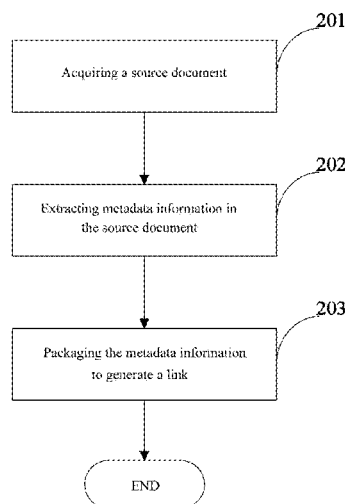 201
Acquiring a source document
202
Extracting metadata information in
the source document
203
Packaging the metadata information
to generate a link
END